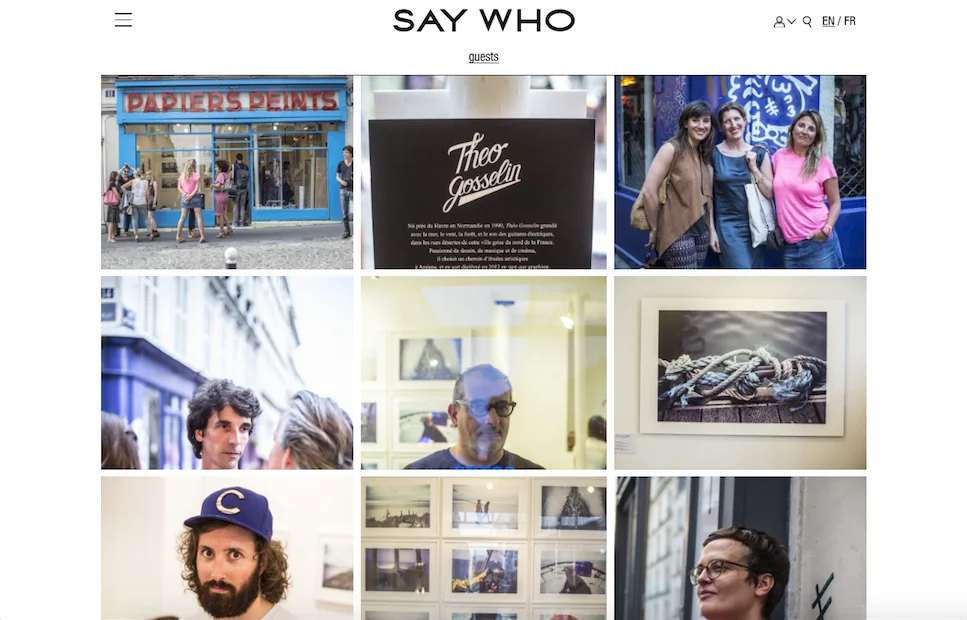 SAY WHO
EN / FR
guests
PAPIERS PEINTS
Theo
Gosselin
Né près du Havre en Normandie en 1990, Théo Gosselin grandit
avec la mer, le vent, la forêt, et le son des guitares électriques,
dans les rues désertes de cette ville grise du nord de la France.
Passionné de dessin, de musique et de cinéma,
il choisit un chemin d'études artistiques
à Amiens, et en sort diplômé en 2012 en tant que graphiste.
C